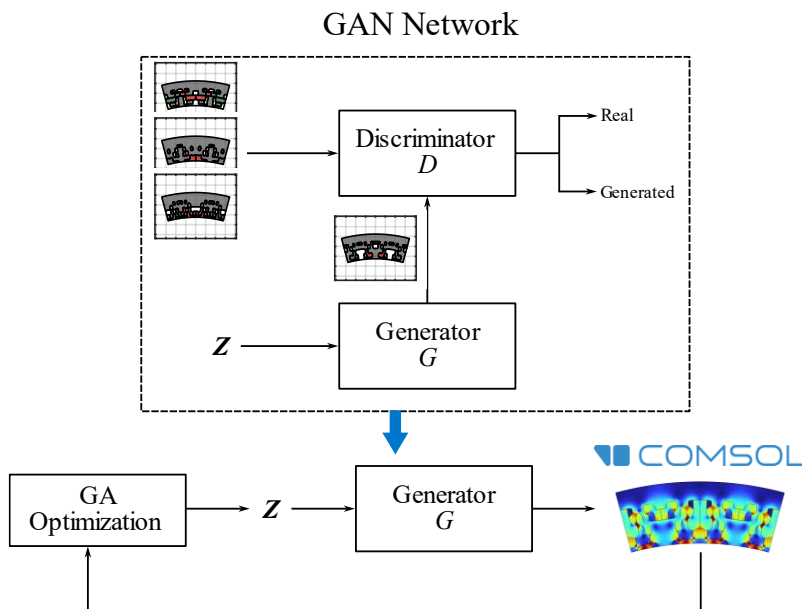 GAN Network
Discriminator
D
Real
Generated
Generator
G
Z
COMSOL
GA
Optimization
Z
Generator
G